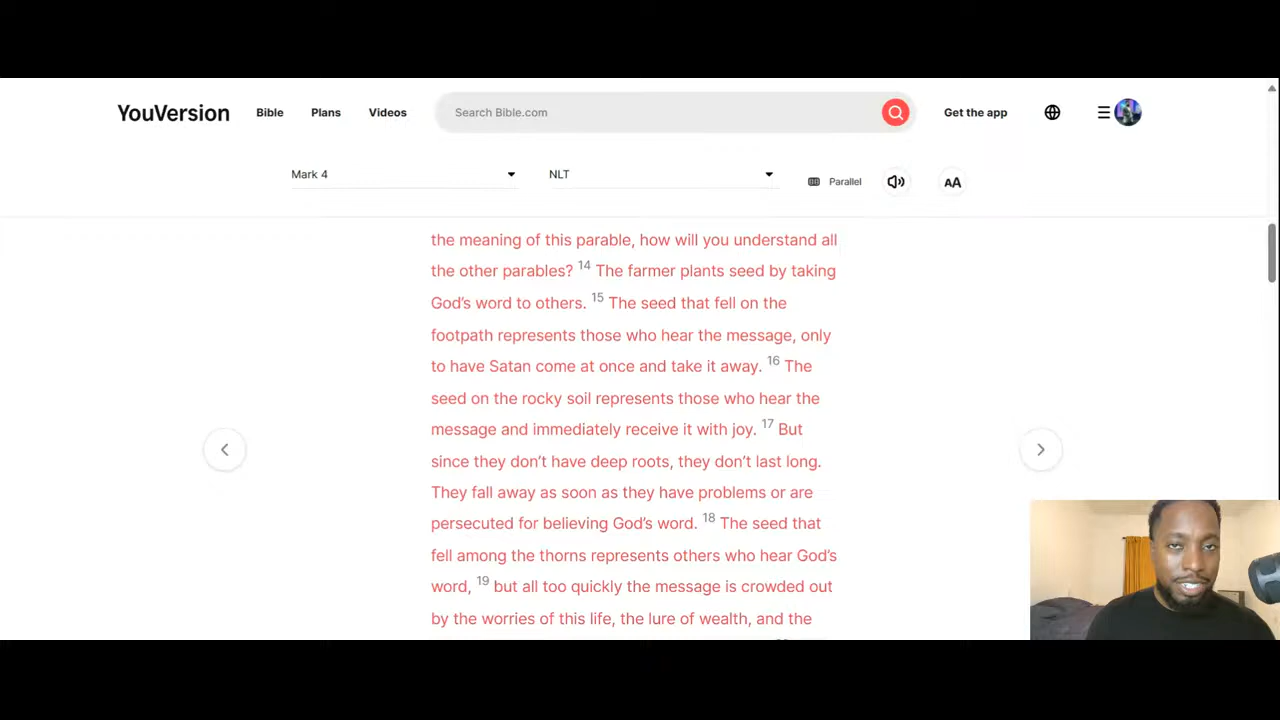 YouVersion Bible Plans Videos Search Bible.com Get the app
Mark 4 NLT Parallel AA
the meaning of this parable, how will you understand all
the other parables? 14 The farmer plants seed by taking
God's word to others. 15 The seed that fell on the
footpath represents those who hear the message, only
to have Satan come at once and take it away. 16 The
seed on the rocky soil represents those who hear the
message and immediately receive it with joy. 17 But
since they don't have deep roots, they don't last long.
They fall away as soon as they have problems or are
persecuted for believing God's word. 18 The seed that
fell among the thorns represents others who hear God's
word, 19 but all too quickly the message is crowded out
by the worries of this life, the lure of wealth, and the